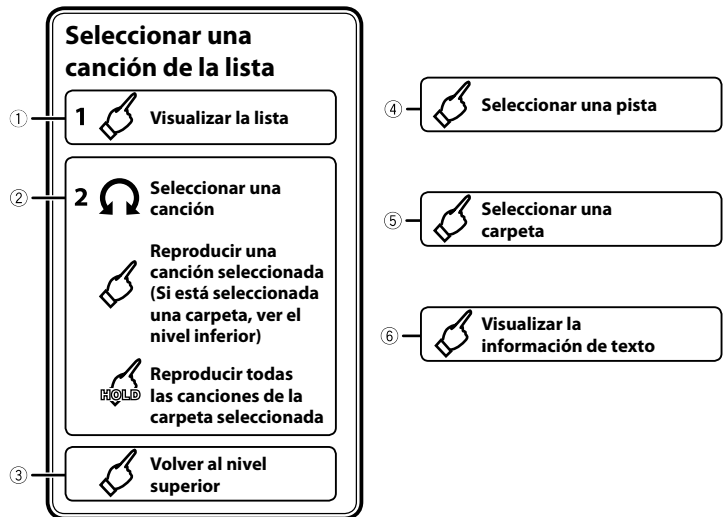 Seleccionar una
canción de la lista
① 1 Visualizar la lista
② 2 Seleccionar una
canción
Reproducir una
canción seleccionada
(Si está seleccionada
una carpeta, ver el
nivel inferior)
HOLD
Reproducir todas
las canciones de la
carpeta seleccionada
③ Volver al nivel
superior
④ Seleccionar una pista
⑤ Seleccionar una
carpeta
⑥ Visualizar la
información de texto